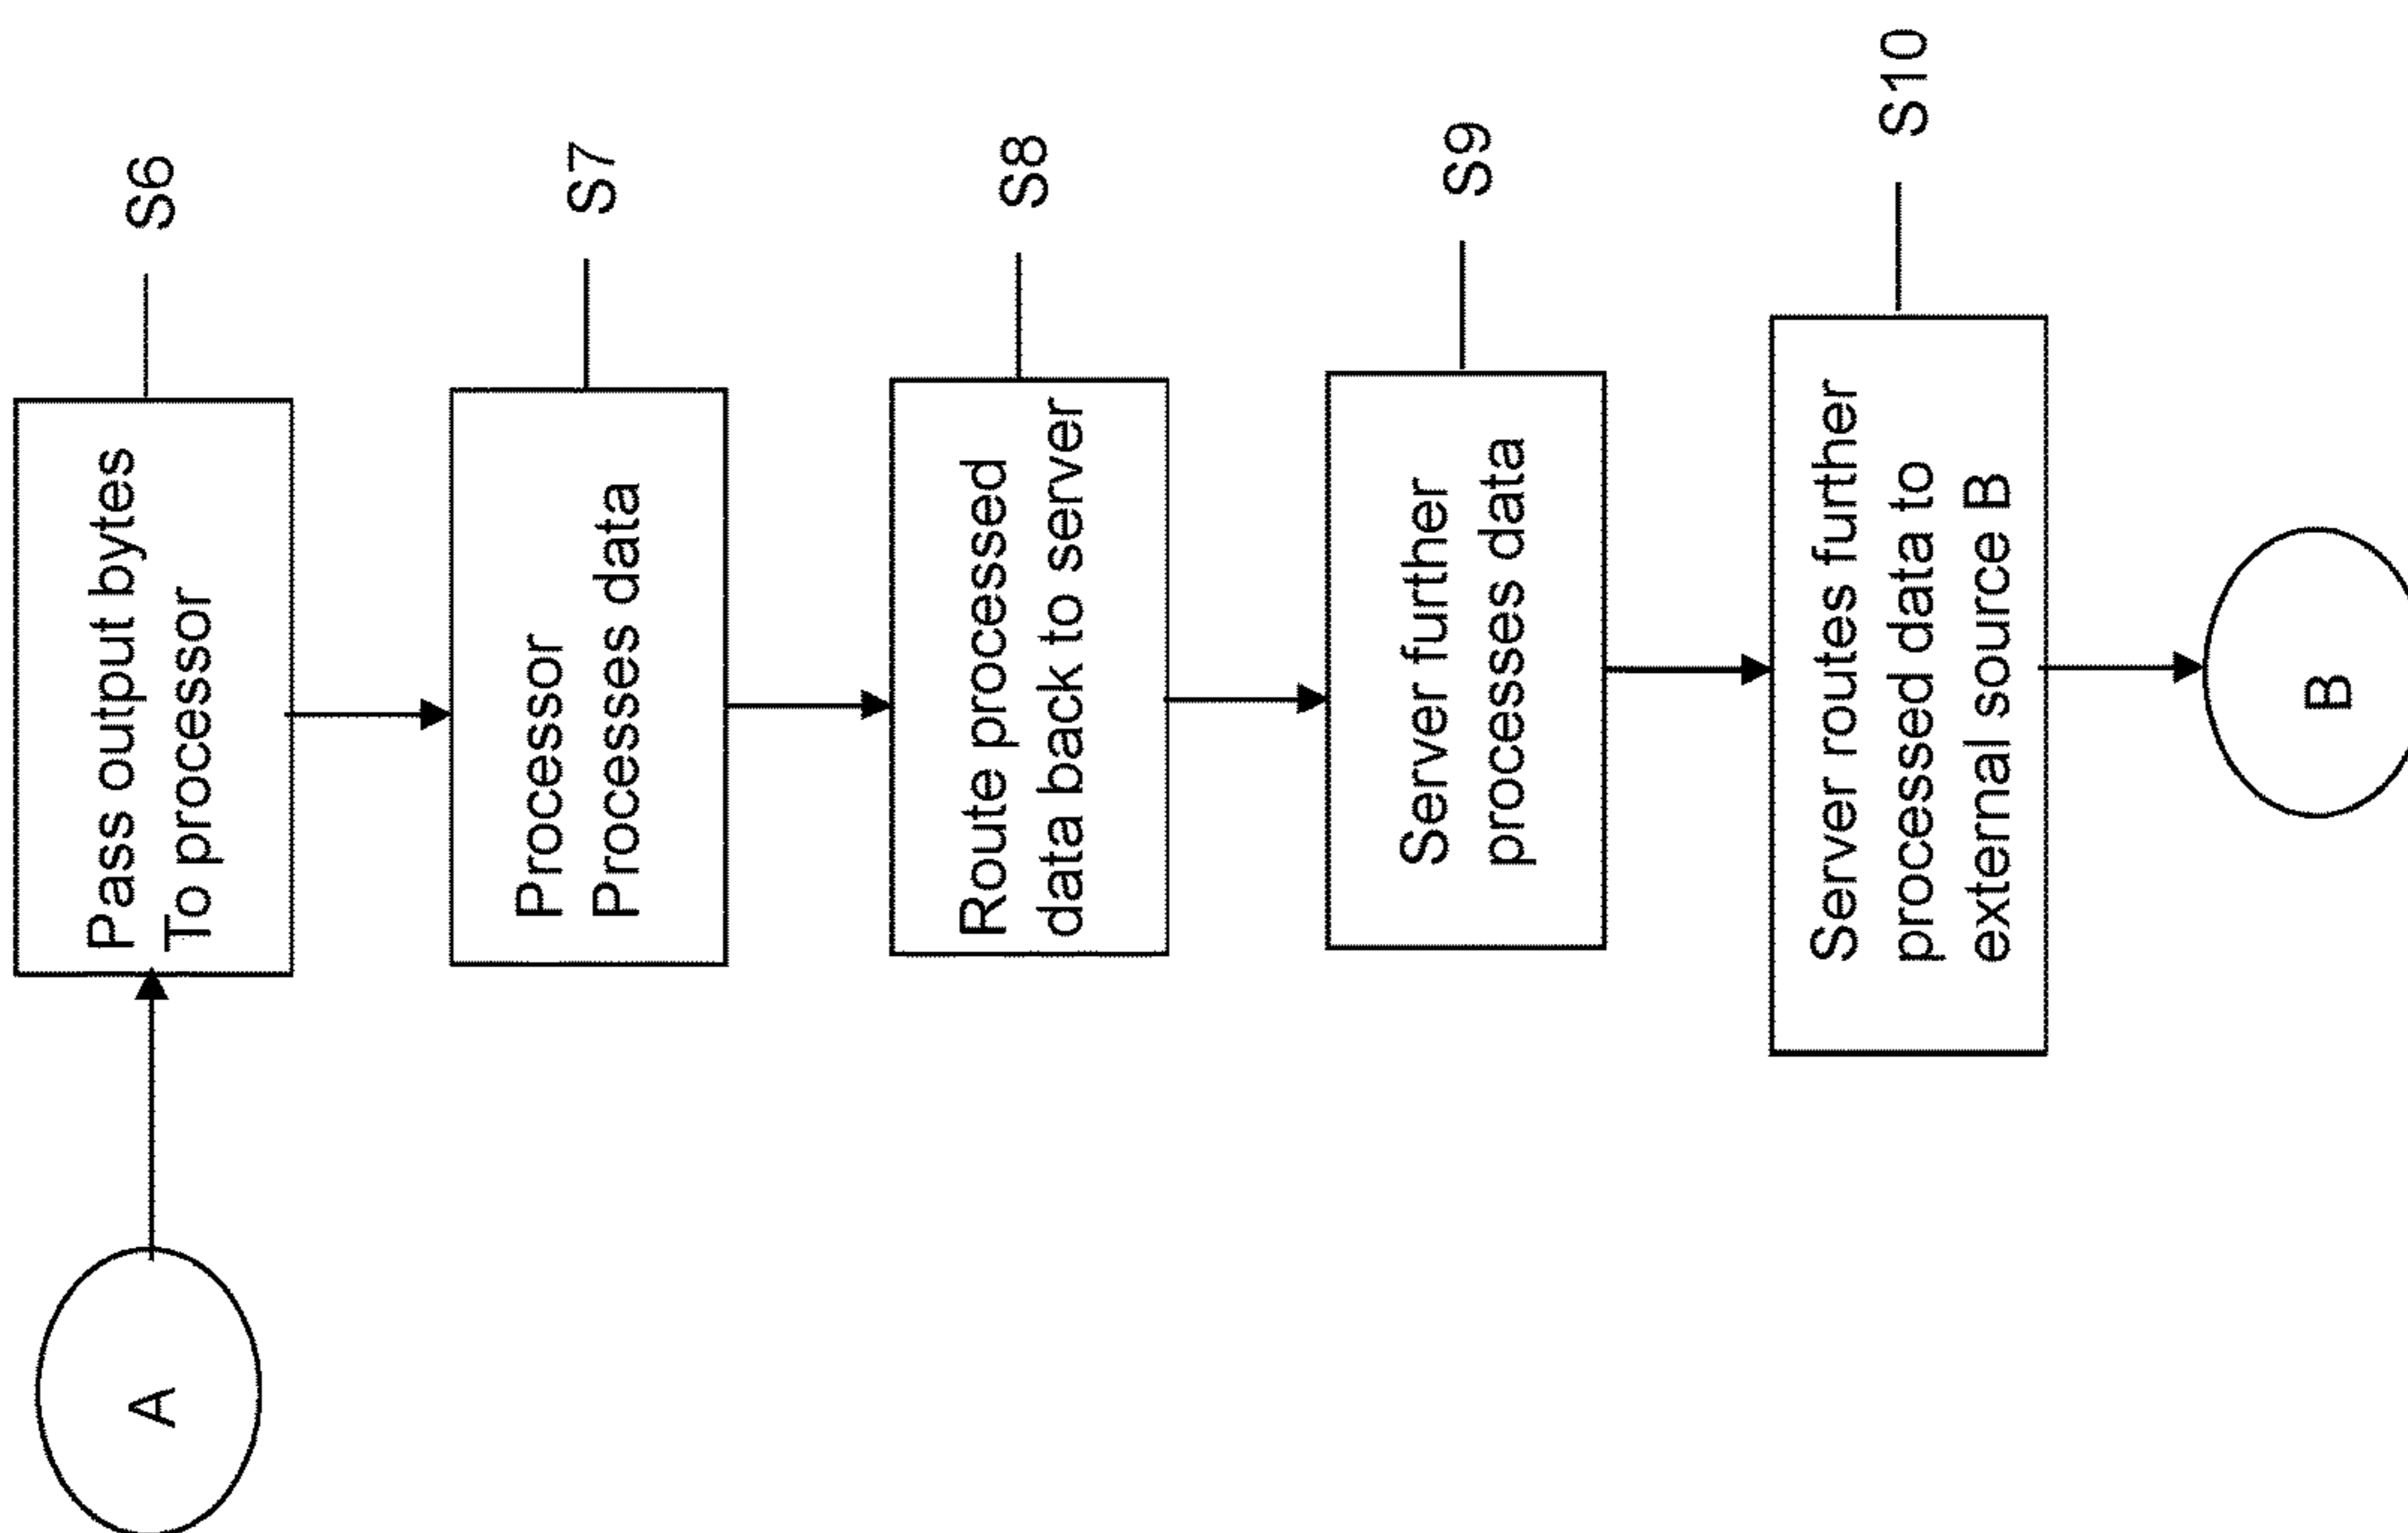 A
Pass output bytes
To processor
S6
Processor
Processes data
S7
Route processed
data back to server
S8
Server further
processes data
S9
Server routes further
processed data to
external source B
S10
B